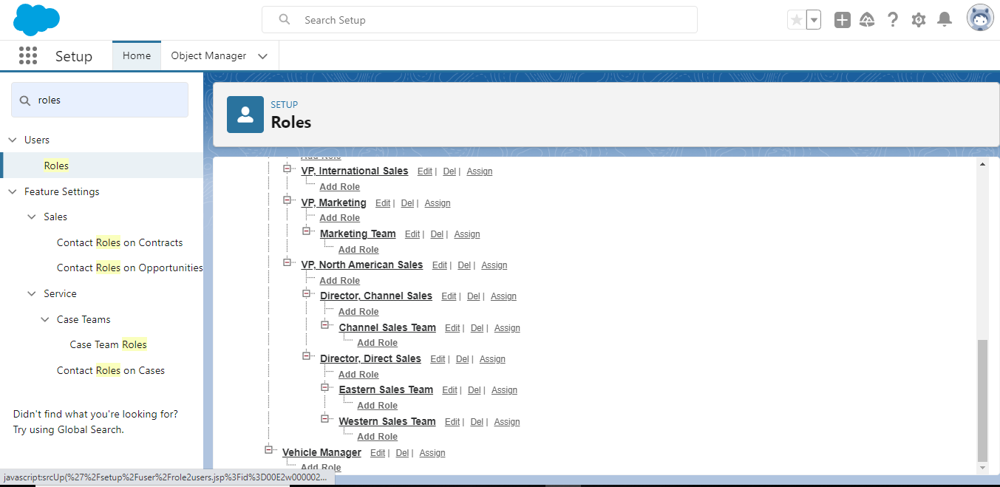 Search Setup
Setup
Home
Object Manager
roles
Users
Roles
Feature Settings
Sales
Contact Roles on Contracts
Contact Roles on Opportunities
Service
Case Teams
Case Team Roles
Contact Roles on Cases
Didn't find what you're looking for?
Try using Global Search.
SETUP
Roles
Add Role
VP, International Sales Edit | Del | Assign
Add Role
VP, Marketing Edit | Del | Assign
Add Role
Marketing Team Edit | Del | Assign
Add Role
VP, North American Sales Edit | Del | Assign
Add Role
Director, Channel Sales Edit | Del | Assign
Add Role
Channel Sales Team Edit | Del | Assign
Add Role
Director, Direct Sales Edit | Del | Assign
Add Role
Eastern Sales Team Edit | Del | Assign
Add Role
Western Sales Team Edit | Del | Assign
Add Role
Vehicle Manager Edit | Del | Assign
Add Role
javascript:srcUp(%27%2Fsetup%2Fuser%2Frole2users.jsp%3Fid%3D00E2w000002...